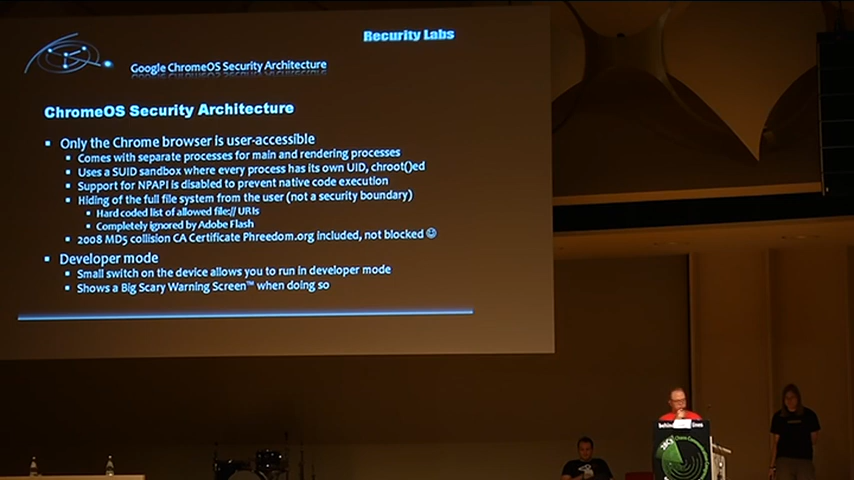 Recurity Labs
Google ChromeOS Security Architecture
ChromeOS Security Architecture
Only the Chrome browser is user-accessible
Comes with separate processes for main and rendering processes
Uses a SUID sandbox where every process has its own UID, chroot()ed
Support for NPAPI is disabled to prevent native code execution
Hiding of the full file system from the user (not a security boundary)
Hard coded list of allowed file:// URIs
Completely ignored by Adobe Flash
2008 MD5 collision CA Certificate Phreedom.org included, not blocked ☺
Developer mode
Small switch on the device allows you to run in developer mode
Shows a Big Scary Warning Screen™ when doing so
behind
lines
28C3
Chaos